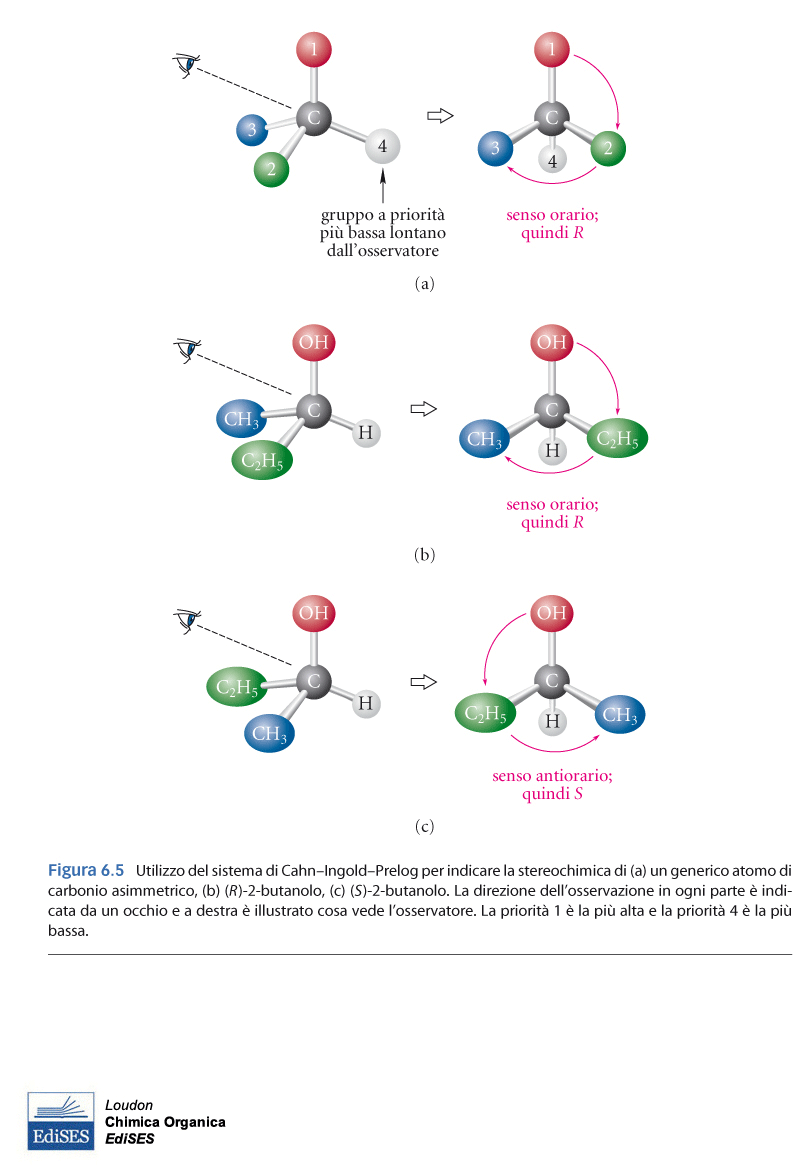 1
1
C
C
3
4
3
2
2
4
gruppo a priorità
più bassa lontano
dall'osservatore
senso orario;
quindi R
(a)
OH
OH
CH₃
C
C
H
CH₃
C₂H₅
C₂H₅
H
senso orario;
quindi R
(b)
OH
OH
C₂H₅
C
C
H
C₂H₅
CH₃
CH₃
H
senso antiorario;
quindi S
(c)
Figura 6.5 Utilizzo del sistema di Cahn–Ingold–Prelog per indicare la stereochimica di (a) un generico atomo di
carbonio asimmetrico, (b) (R)-2-butanolo, (c) (S)-2-butanolo. La direzione dell'osservazione in ogni parte è indi-
cata da un occhio e a destra è illustrato cosa vede l'osservatore. La priorità 1 è la più alta e la priorità 4 è la più
bassa.
EdiSES
Loudon
Chimica Organica
EdiSES